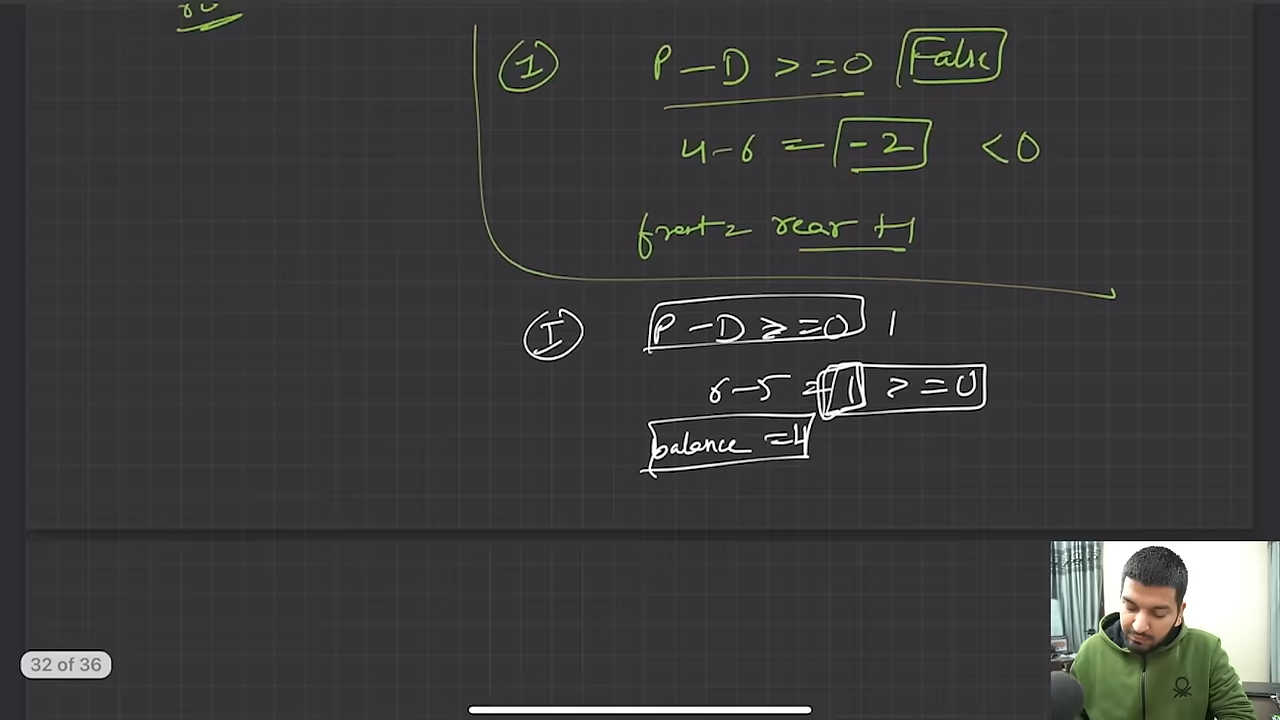 ① P - D >= 0 False
4 - 6 = - 2 < 0
front = rear + 1
Ⓘ P - D >= 0 1
6 - 5 = 1 >= 0
balance = 4
32 of 36